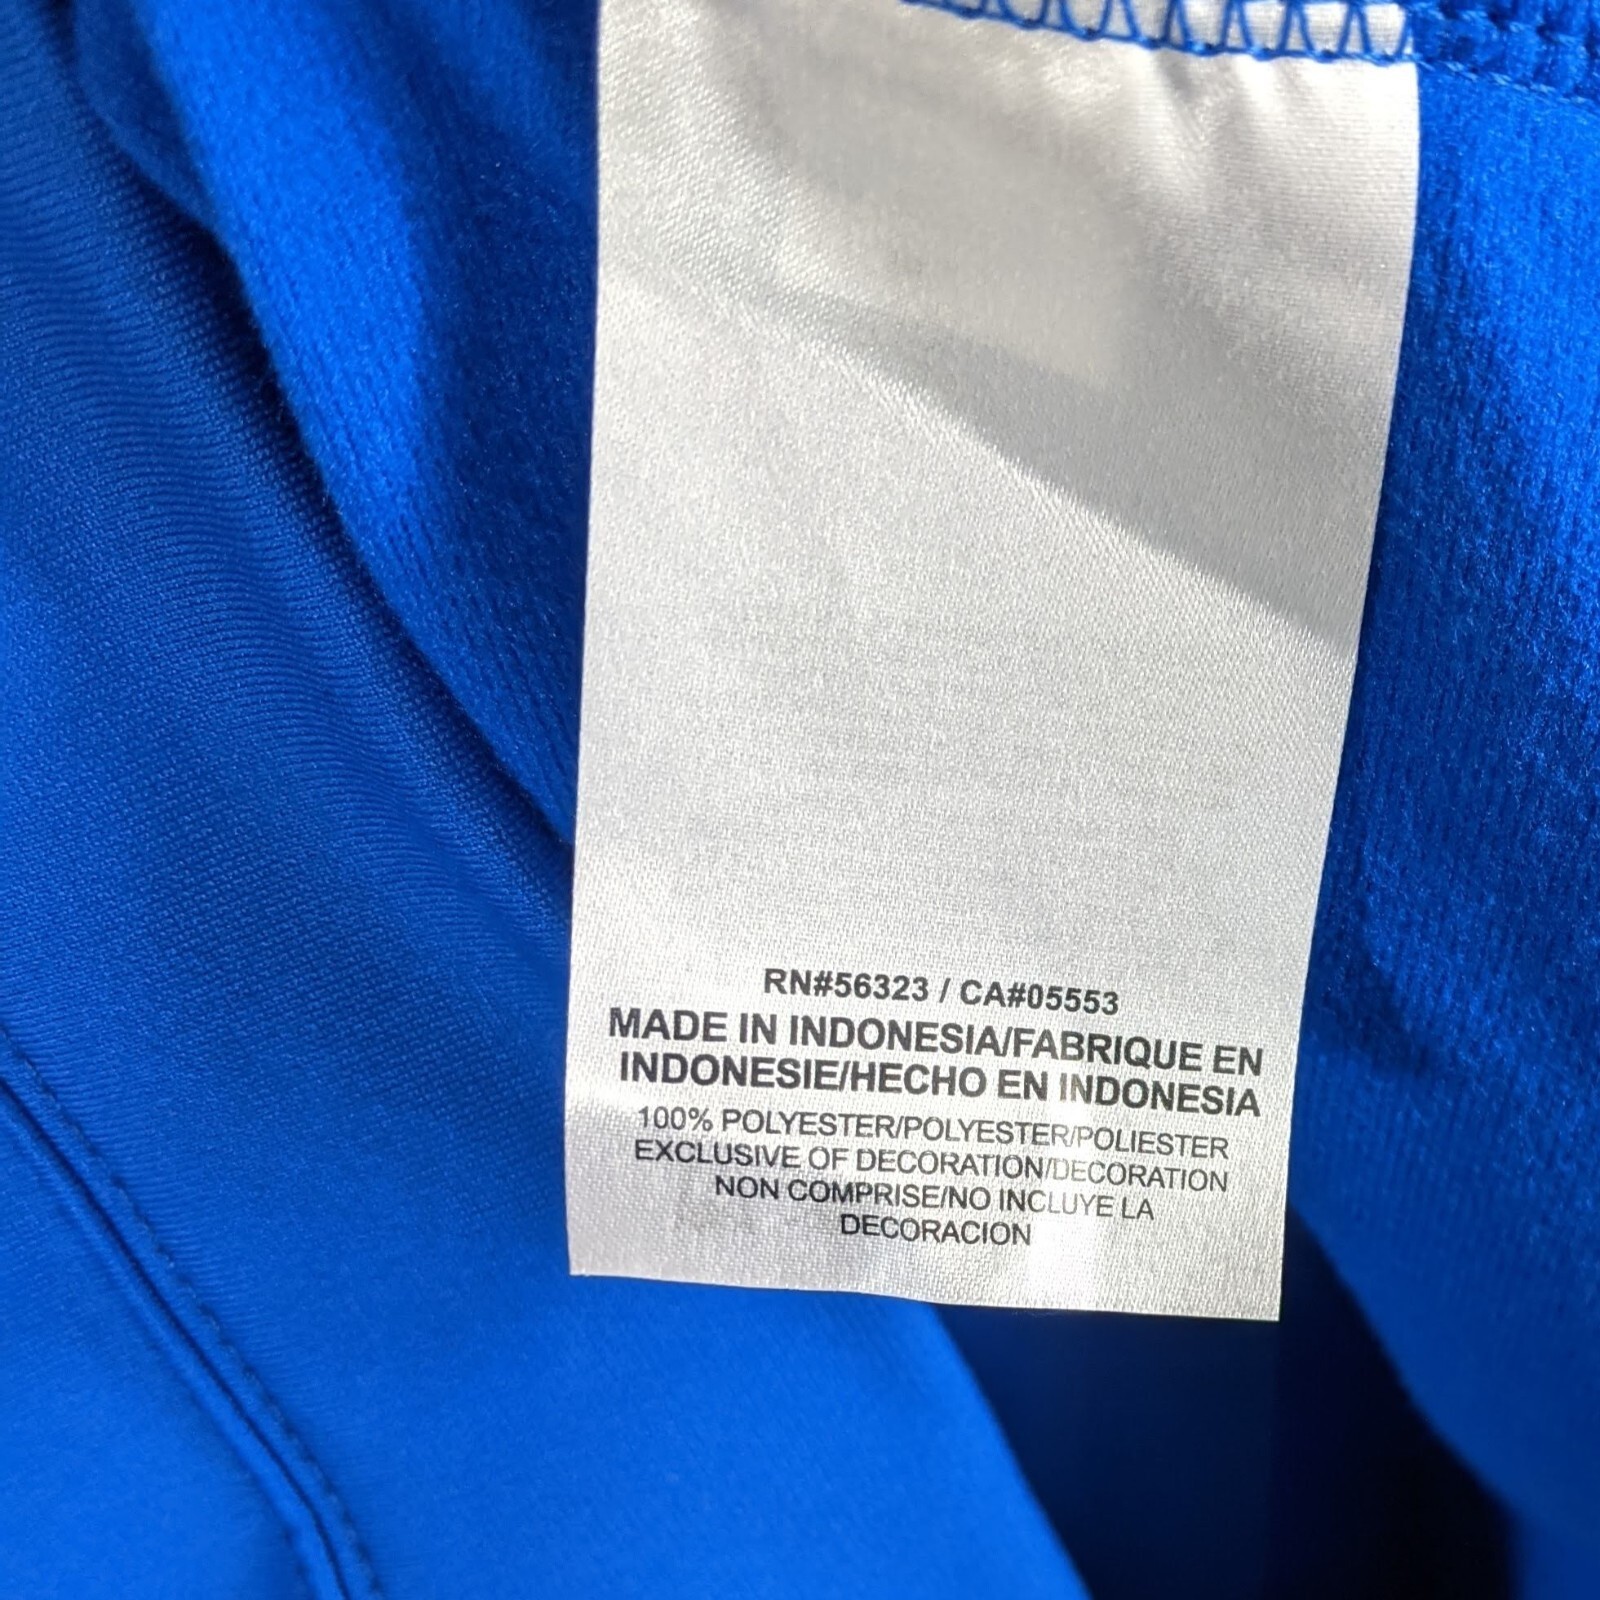 RN#56323 / CA#05553
MADE IN INDONESIA/FABRIQUE EN
INDONESIE/HECHO EN INDONESIA
100% POLYESTER/POLYESTER/POLIESTER
EXCLUSIVE OF DECORATION/DECORATION
NON COMPRISE/NO INCLUYE LA
DECORACION